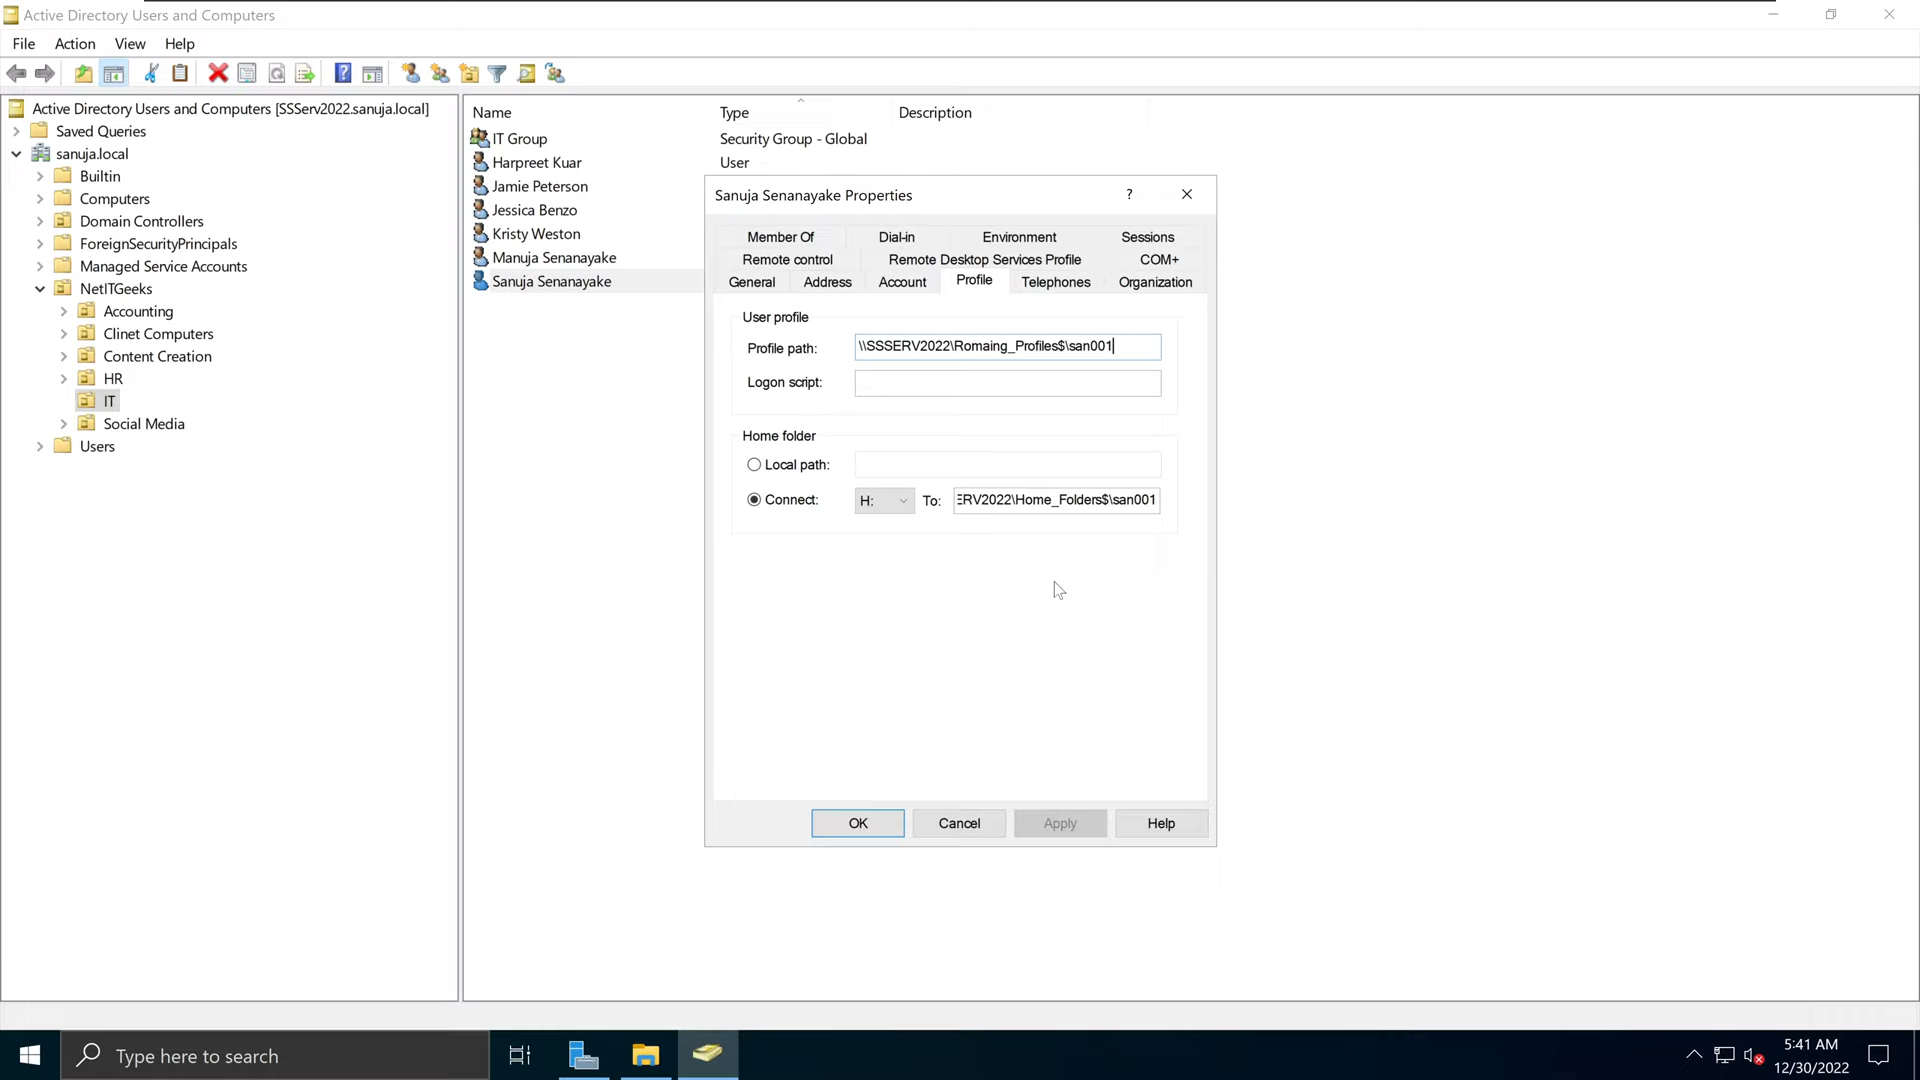 Active Directory Users and Computers
File Action View Help
Active Directory Users and Computers [SSServ2022.sanuja.local]
Saved Queries
sanuja.local
Builtin
Computers
Domain Controllers
ForeignSecurityPrincipals
Managed Service Accounts
NetITGeeks
Accounting
Clinet Computers
Content Creation
HR
IT
Social Media
Users
Name Type Description
IT Group Security Group - Global
Harpreet Kuar User
Jamie Peterson
Jessica Benzo
Kristy Weston
Manuja Senanayake
Sanuja Senanayake
Sanuja Senanayake Properties ?
Member Of Dial-in Environment Sessions
Remote control Remote Desktop Services Profile COM+
General Address Account Profile Telephones Organization
User profile
Profile path: \\SSSERV2022\Romaing_Profiles$\san001
Logon script:
Home folder
Local path:
Connect: H: To: ERV2022\Home_Folders$\san001
OK Cancel Apply Help
Type here to search
5:41 AM
12/30/2022